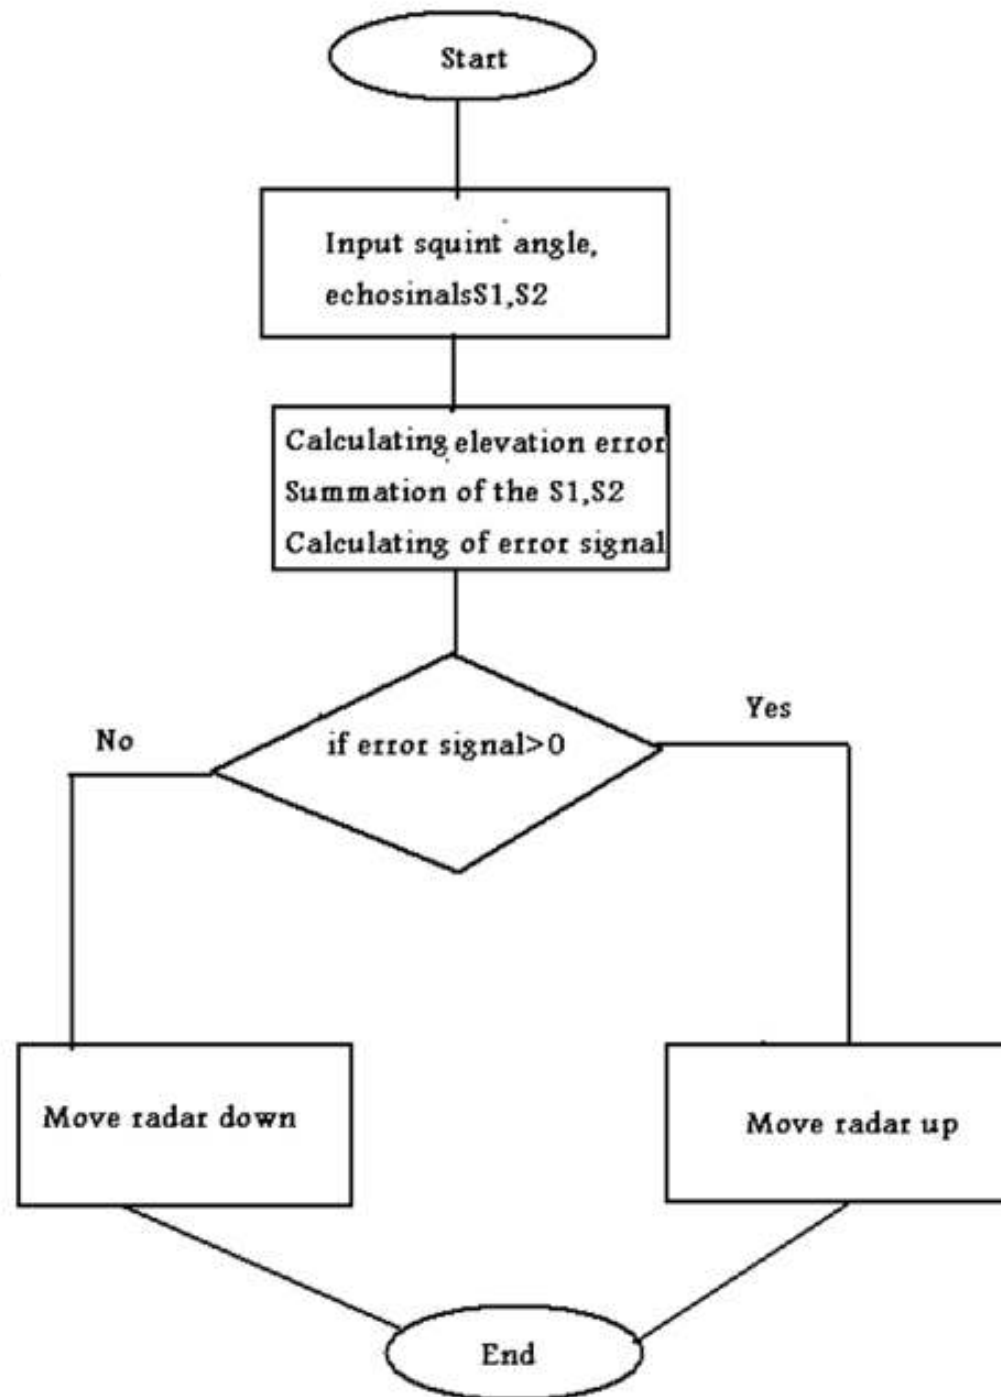 Start
Input squint angle,
echosinalsS1,S2
Calculating elevation error
Summation of the S1,S2
Calculating of error signal
Yes
No
if error signal>0
Move radar down
Move radar up
End